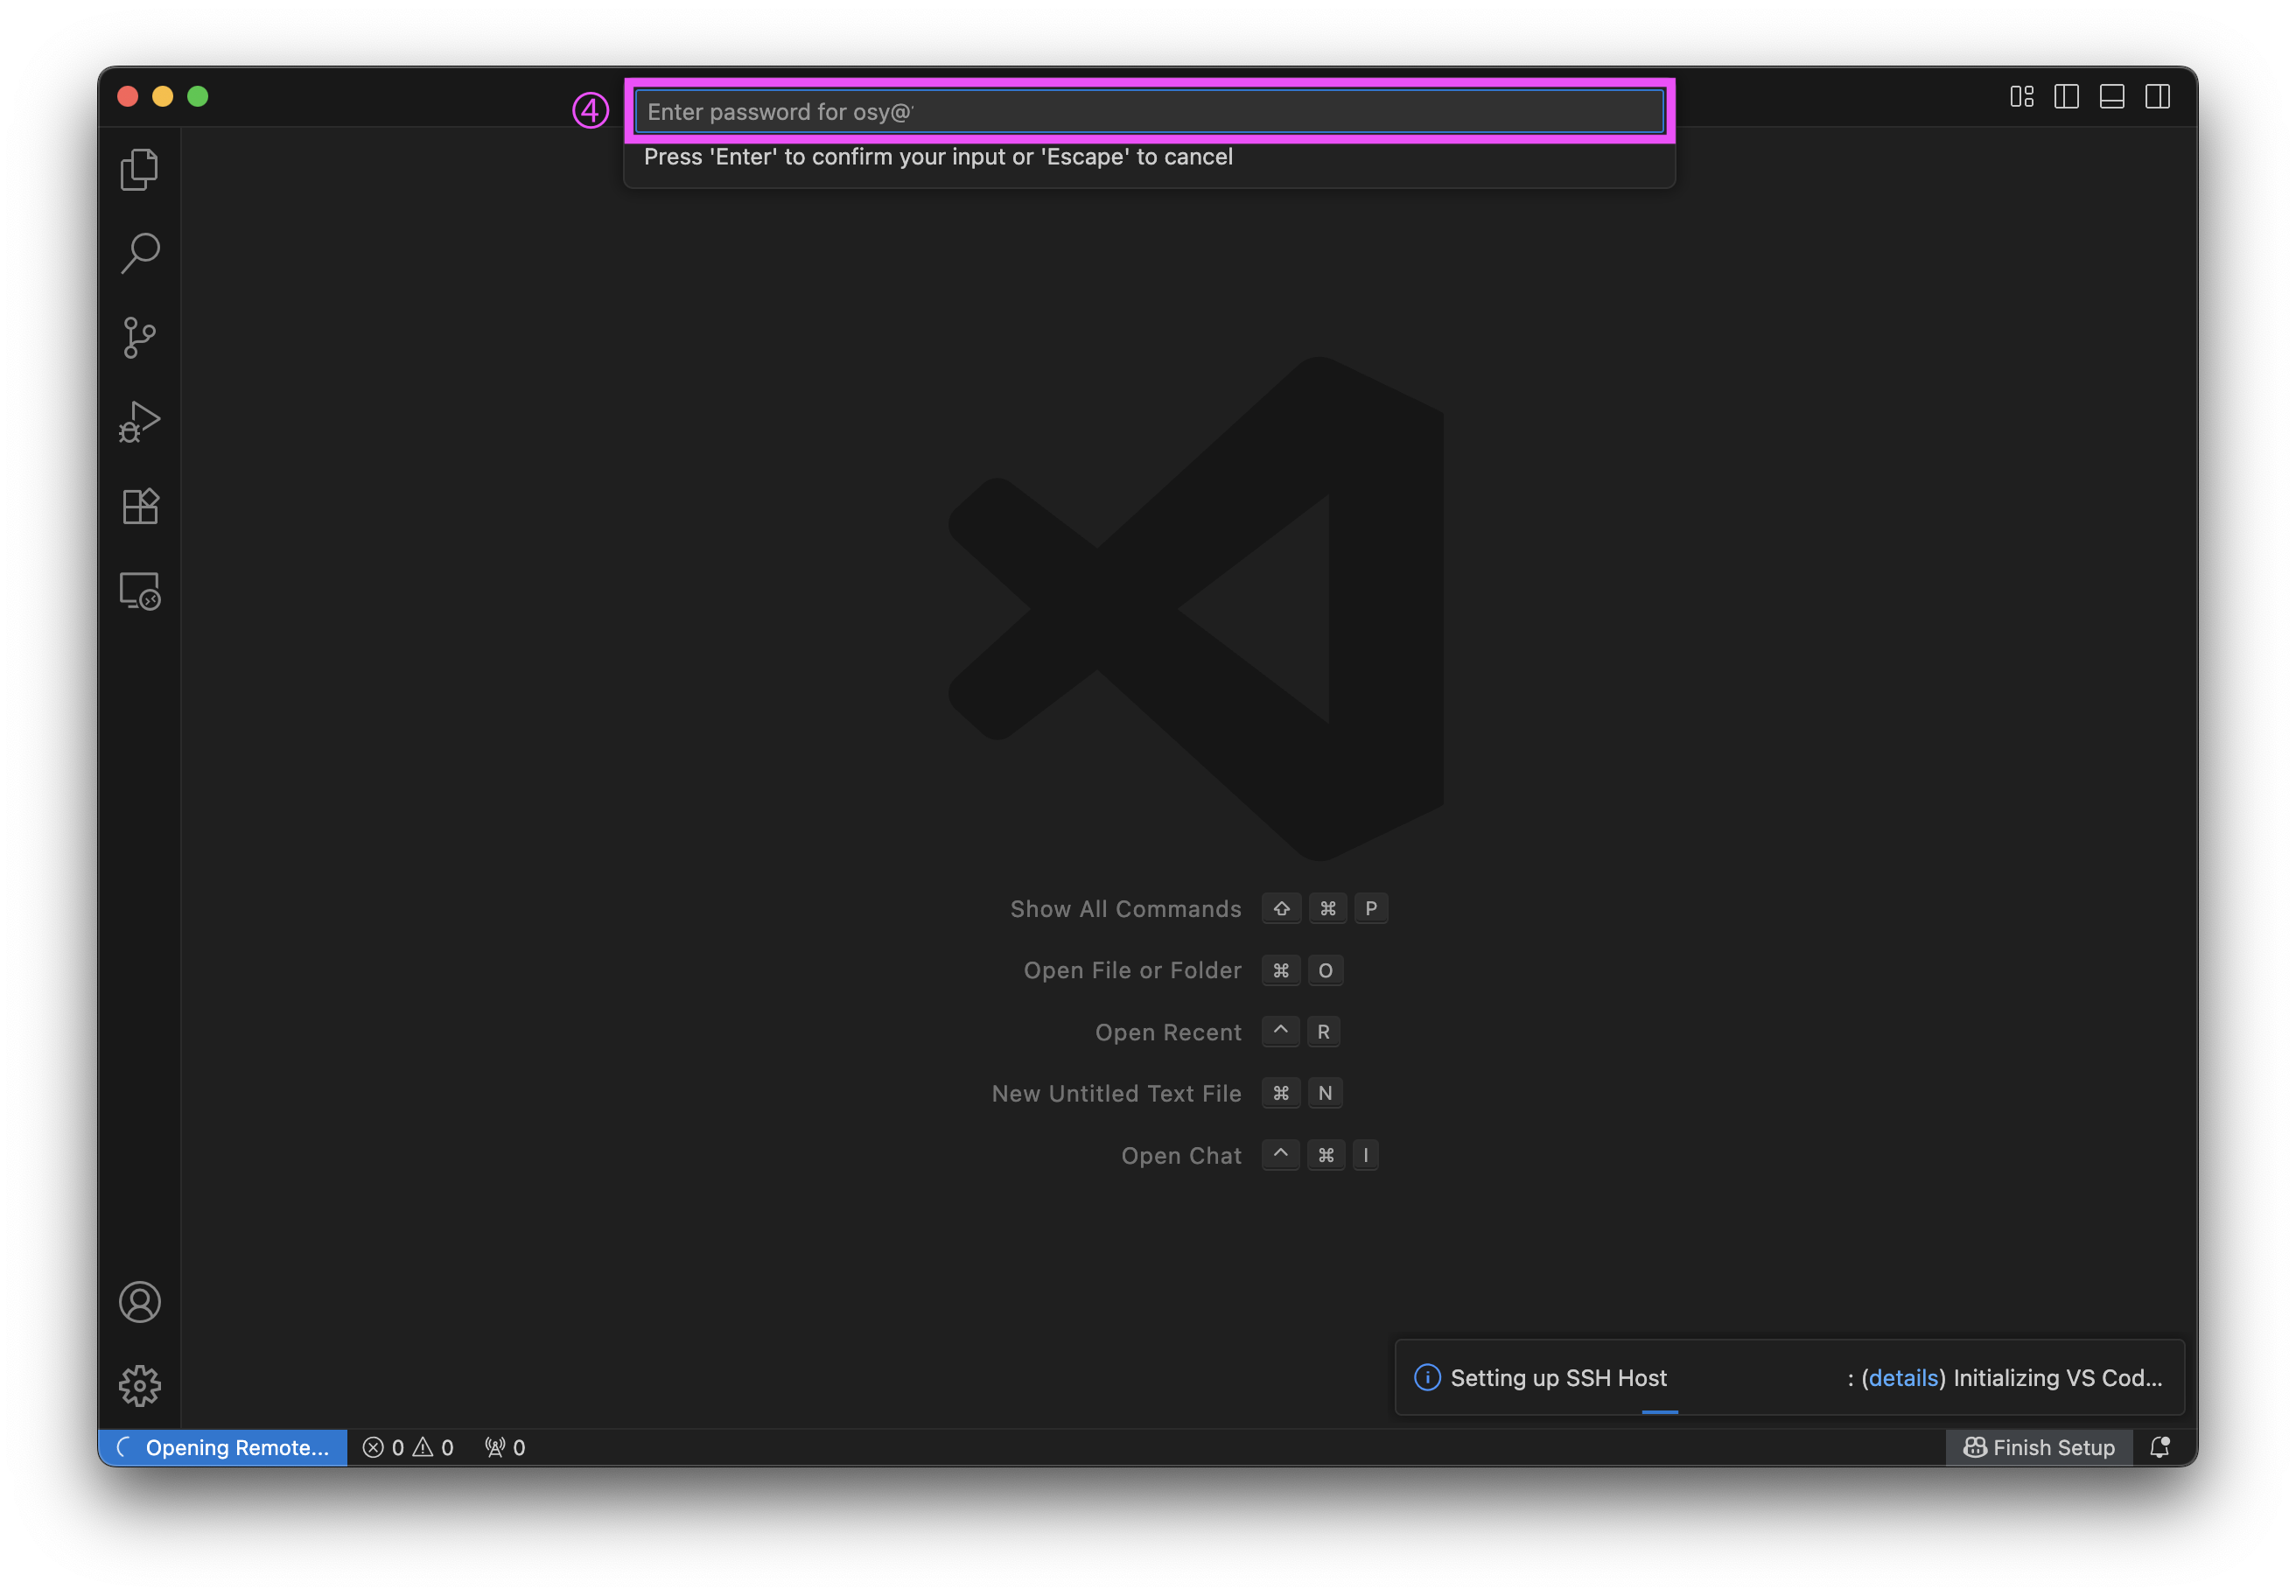 ④ Enter password for osy@
Press 'Enter' to confirm your input or 'Escape' to cancel
Show All Commands ⇧ ⌘ P
Open File or Folder ⌘ O
Open Recent ^ R
New Untitled Text File ⌘ N
Open Chat ^ ⌘ I
Setting up SSH Host : (details) Initializing VS Cod...
Opening Remote... 0 0 0 Finish Setup